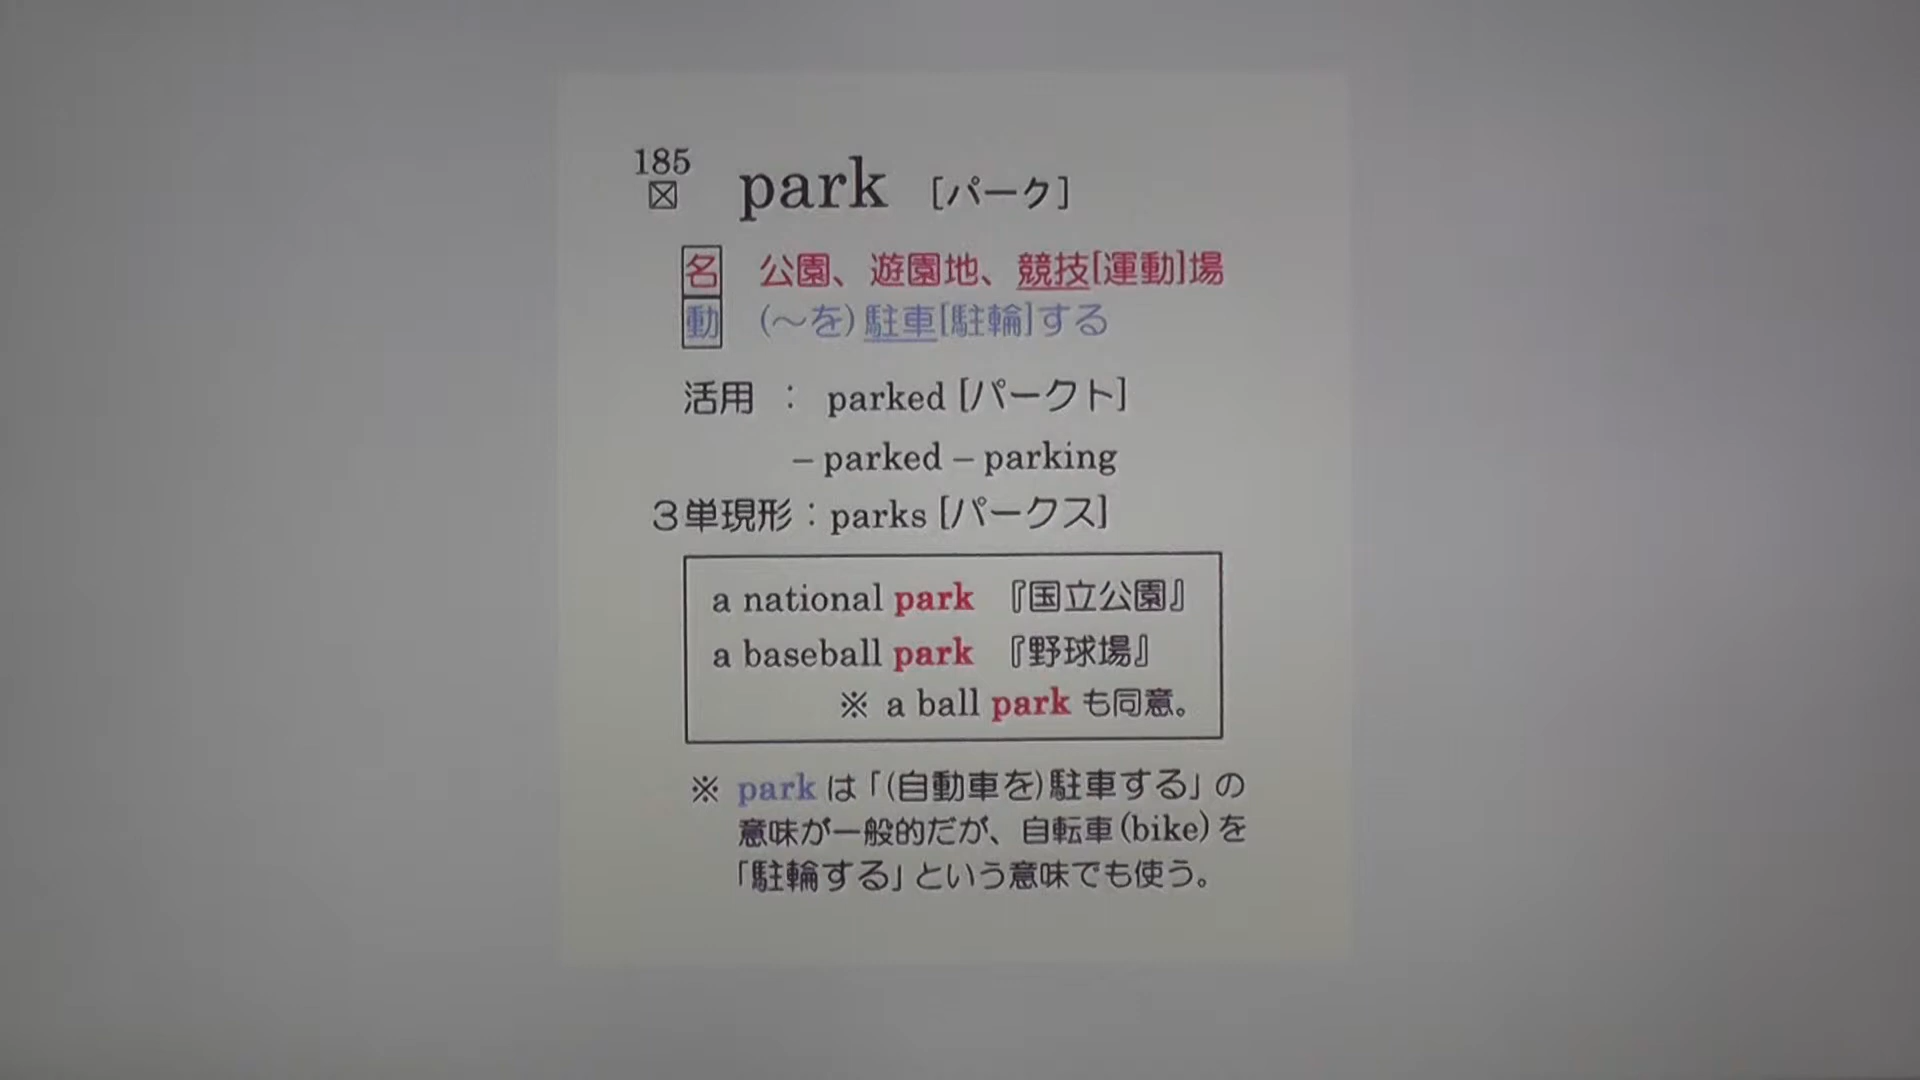 185
☒ park [パーク]
名 公園、遊園地、競技[運動]場
動 (〜を)駐車[駐輪]する
活用 : parked [パークト]
– parked – parking
3単現形 : parks [パークス]
a national park 『国立公園』
a baseball park 『野球場』
※ a ball park も同意。
※ park は「(自動車を)駐車する」の
意味が一般的だが、自転車(bike)を
「駐輪する」という意味でも使う。